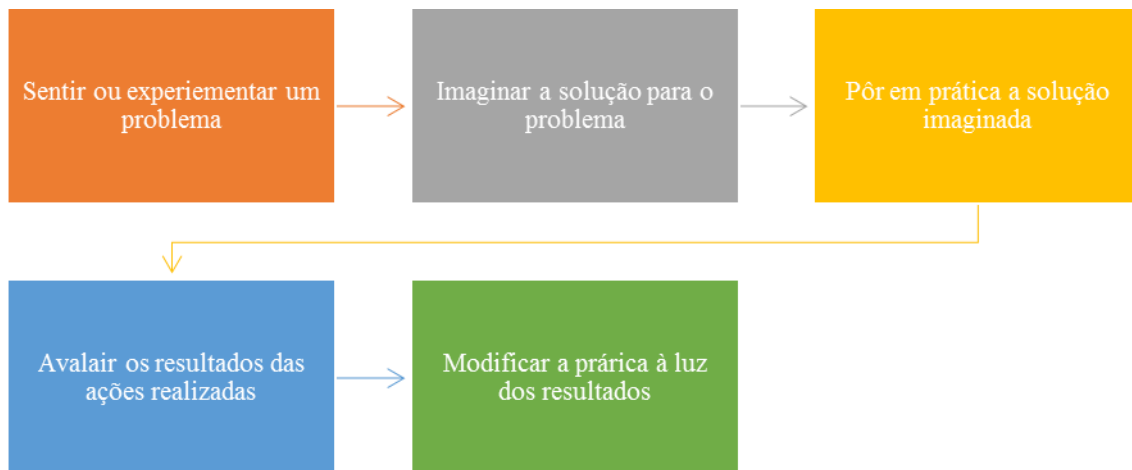 Sentir ou experiementar um
problema
Imaginar a solução para o
problema
Pôr em prática a solução
imaginada
Avalair os resultados das
ações realizadas
Modificar a prárica à luz
dos resultados